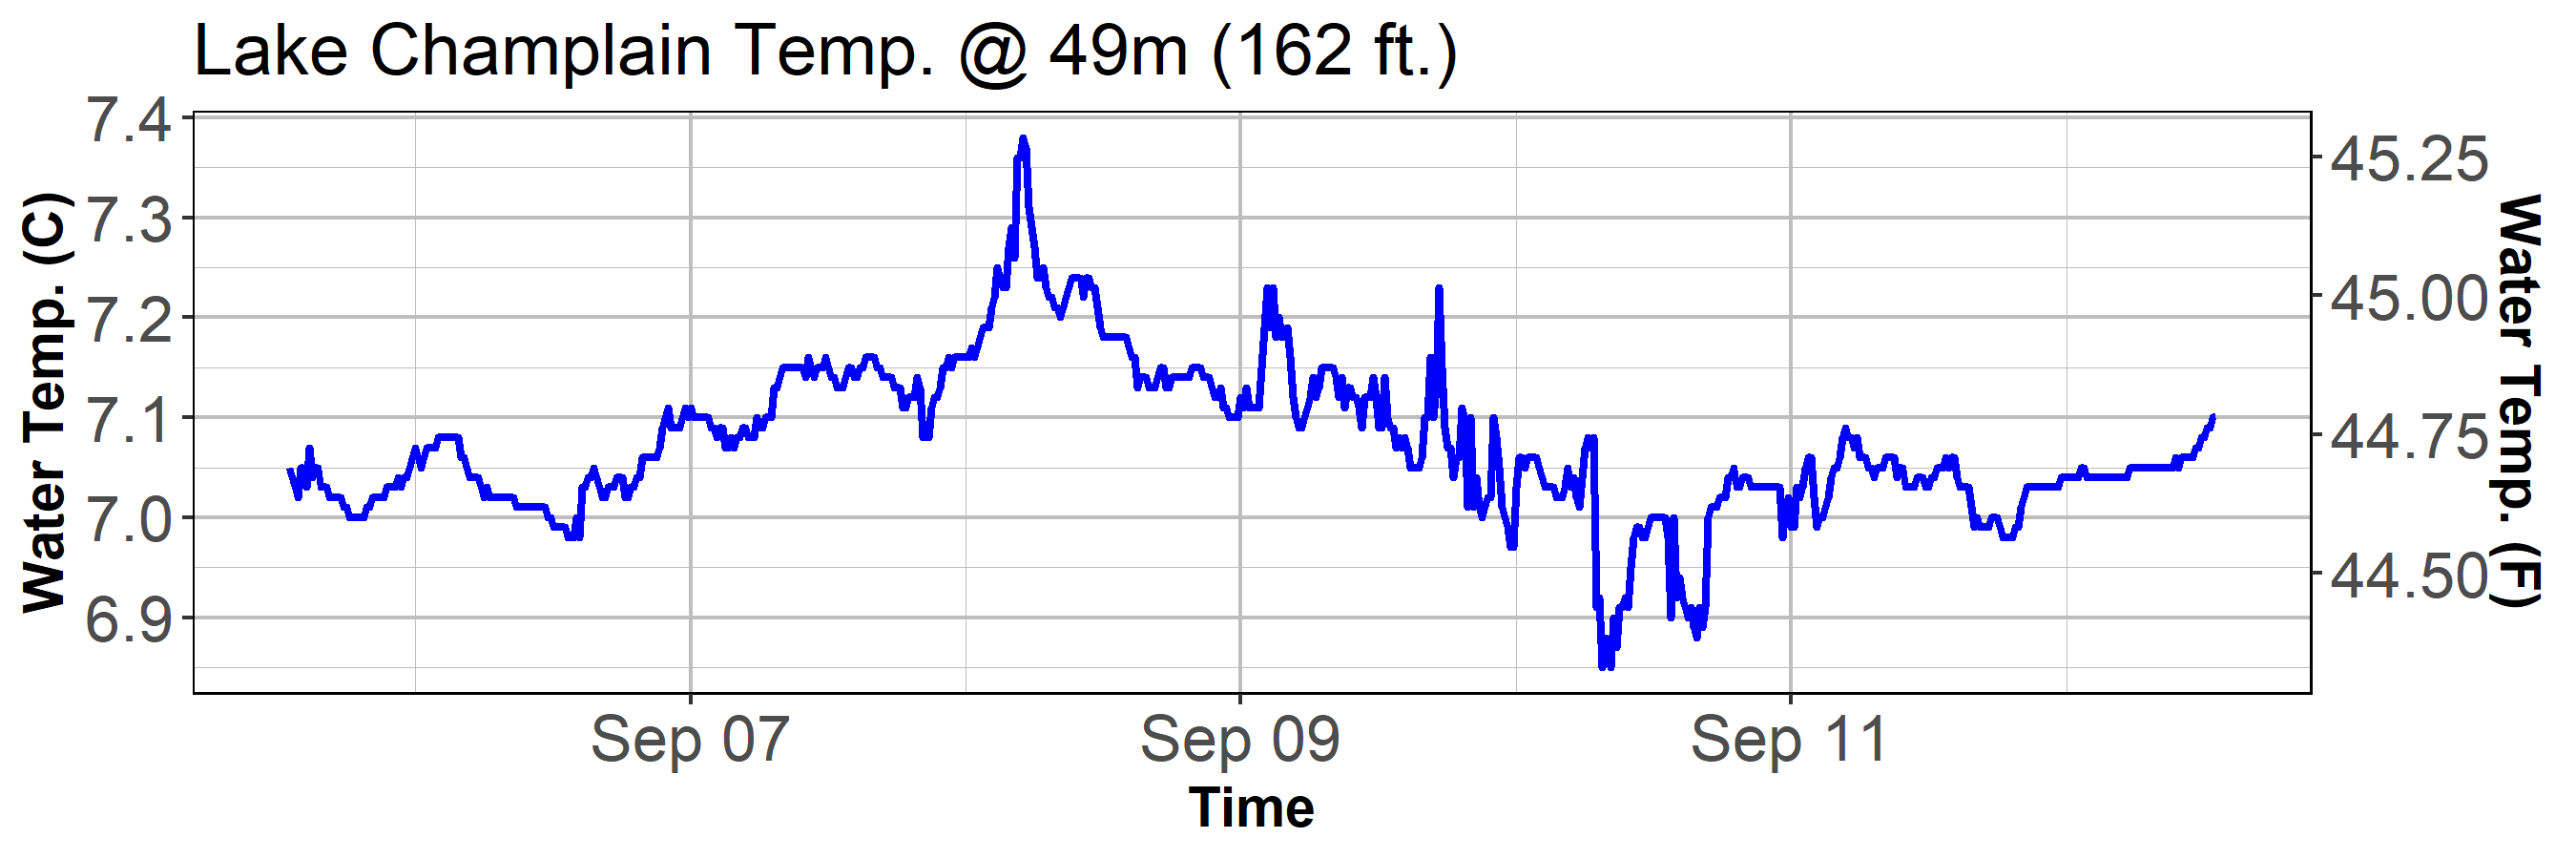 Lake Champlain Temp. @ 49m (162 ft.)
Water Temp. (C)
7.4
7.3
7.2
7.1
7.0
6.9
45.25
45.00
44.75
44.50
Water Temp. (F)
Sep 07
Sep 09
Sep 11
Time